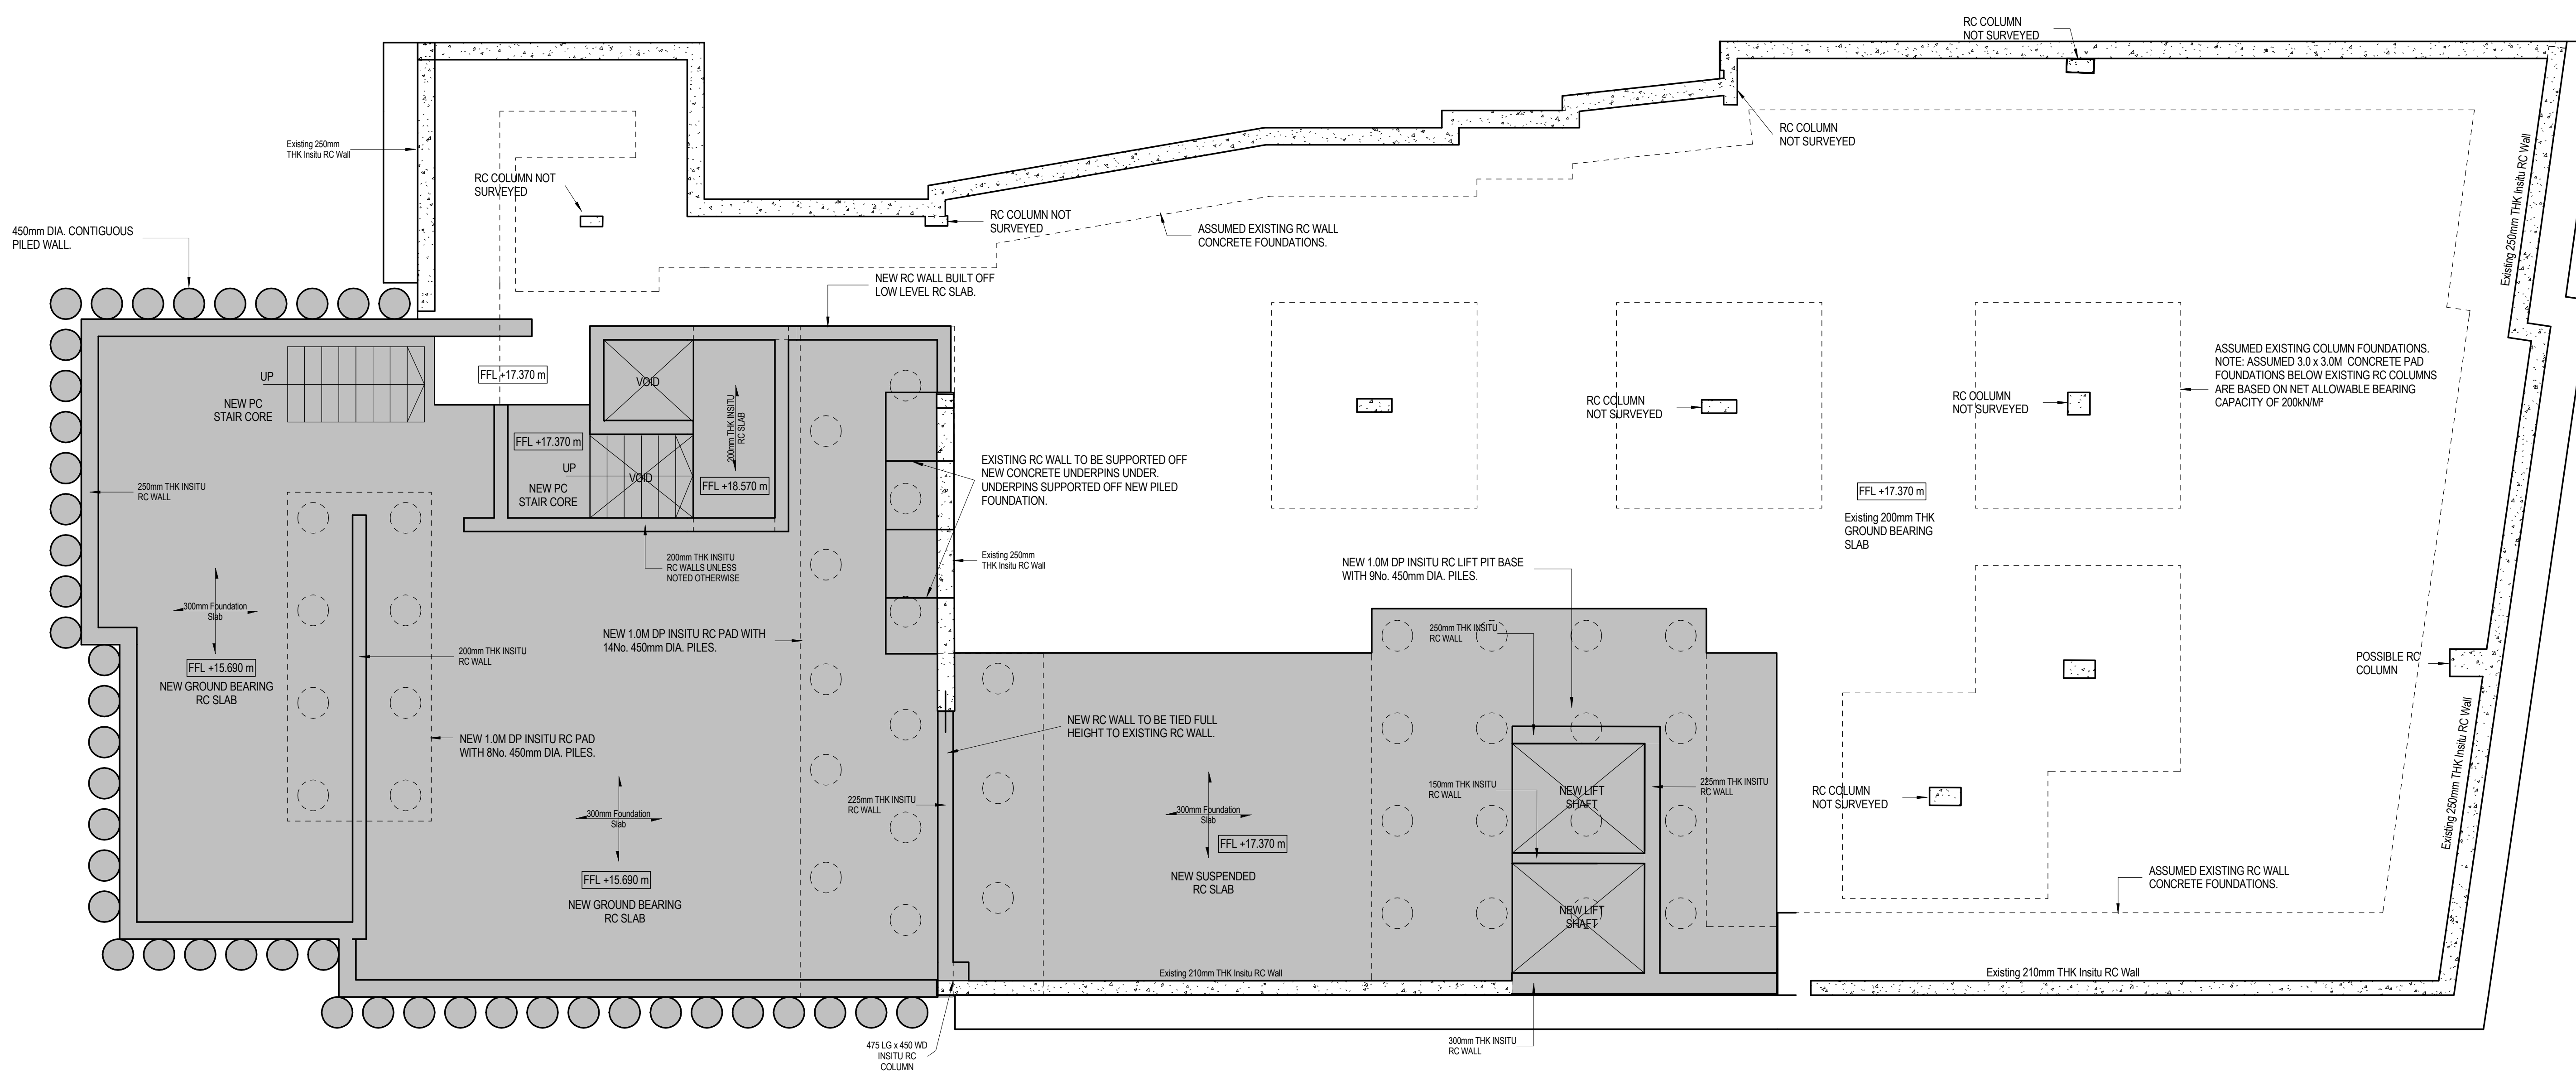 RC COLUMN
NOT SURVEYED
RC COLUMN
NOT SURVEYED
Existing 250mm
THK Insitu RC Wall
RC COLUMN NOT
SURVEYED
RC COLUMN NOT
SURVEYED
ASSUMED EXISTING RC WALL
CONCRETE FOUNDATIONS.
Existing 250mm THK Insitu RC Wall
450mm DIA. CONTIGUOUS
PILED WALL.
NEW RC WALL BUILT OFF
LOW LEVEL RC SLAB.
UP
NEW PC
STAIR CORE
FFL +17.370 m
VOID
200mm THK INSITU
RC SLAB
FFL +17.370 m
UP
VOID
NEW PC
STAIR CORE
FFL +18.570 m
ASSUMED EXISTING COLUMN FOUNDATIONS.
NOTE: ASSUMED 3.0 x 3.0M CONCRETE PAD
FOUNDATIONS BELOW EXISTING RC COLUMNS
ARE BASED ON NET ALLOWABLE BEARING
CAPACITY OF 200kN/M²
RC COLUMN
NOT SURVEYED
RC COLUMN
NOT SURVEYED
EXISTING RC WALL TO BE SUPPORTED OFF
NEW CONCRETE UNDERPINS UNDER.
UNDERPINS SUPPORTED OFF NEW PILED
FOUNDATION.
250mm THK INSITU
RC WALL
FFL +17.370 m
Existing 200mm THK
GROUND BEARING
SLAB
200mm THK INSITU
RC WALLS UNLESS
NOTED OTHERWISE
Existing 250mm
THK Insitu RC Wall
NEW 1.0M DP INSITU RC LIFT PIT BASE
WITH 9No. 450mm DIA. PILES.
300mm Foundation
Slab
NEW 1.0M DP INSITU RC PAD WITH
14No. 450mm DIA. PILES.
250mm THK INSITU
RC WALL
200mm THK INSITU
RC WALL
FFL +15.690 m
NEW GROUND BEARING
RC SLAB
POSSIBLE RC
COLUMN
NEW 1.0M DP INSITU RC PAD
WITH 8No. 450mm DIA. PILES.
NEW RC WALL TO BE TIED FULL
HEIGHT TO EXISTING RC WALL.
Existing 250mm THK Insitu RC Wall
225mm THK INSITU
RC WALL
300mm Foundation
Slab
300mm Foundation
Slab
150mm THK INSITU
RC WALL
NEW LIFT
SHAFT
225mm THK INSITU
RC WALL
RC COLUMN
NOT SURVEYED
FFL +17.370 m
FFL +15.690 m
NEW GROUND BEARING
RC SLAB
NEW SUSPENDED
RC SLAB
NEW LIFT
SHAFT
ASSUMED EXISTING RC WALL
CONCRETE FOUNDATIONS.
Existing 210mm THK Insitu RC Wall
Existing 210mm THK Insitu RC Wall
475 LG x 450 WD
INSITU RC
COLUMN
300mm THK INSITU
RC WALL